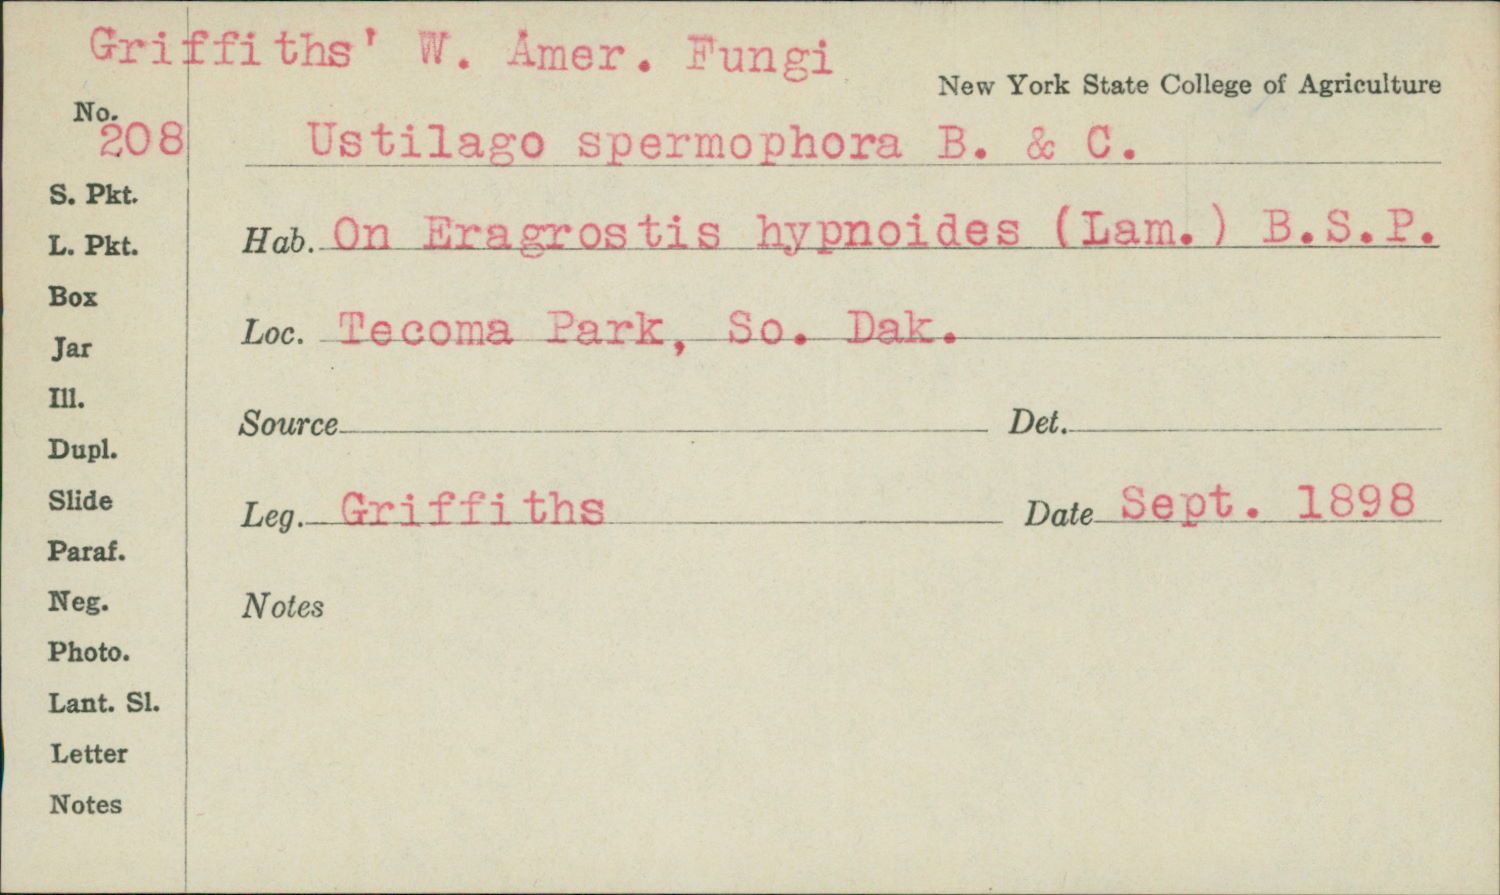 Griffiths' W. Amer. Fungi
New York State College of Agriculture
No.
208
Ustilago spermophora B. & C.
S. Pkt.
L. Pkt.
Box
Jar
Ill.
Dupl.
Slide
Paraf.
Neg.
Photo.
Lant. Sl.
Letter
Notes
Hab. On Eragrostis hypnoides (Lam.) B.S.P.
Loc. Tecoma Park, So. Dak.
Source Det.
Leg. Griffiths Date Sept. 1898
Notes